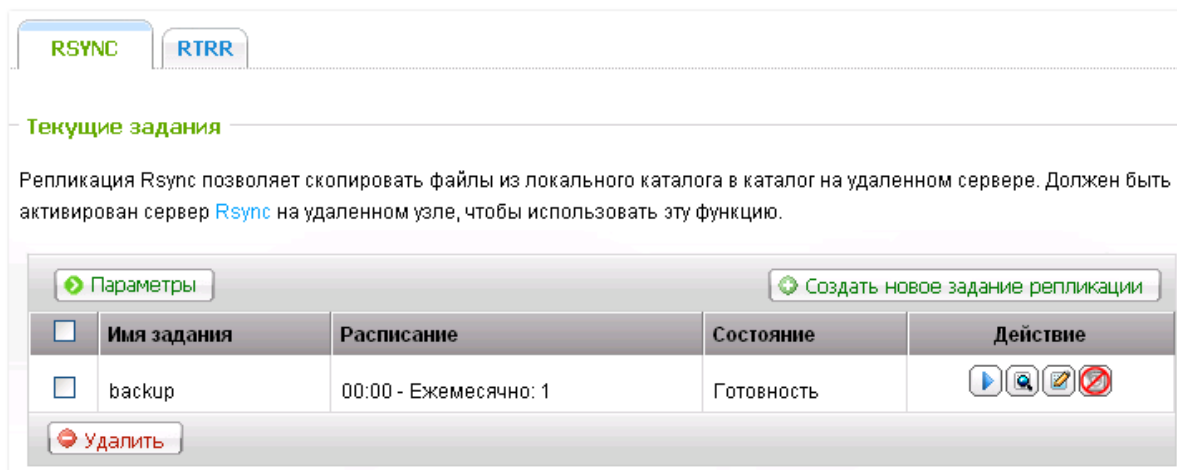 RSYNC RTRR
Текущие задания
Репликация Rsync позволяет скопировать файлы из локального каталога в каталог на удаленном сервере. Должен быть
активирован сервер Rsync на удаленном узле, чтобы использовать эту функцию.
Параметры Создать новое задание репликации
Имя задания Расписание Состояние Действие
backup 00:00 - Ежемесячно: 1 Готовность
Удалить